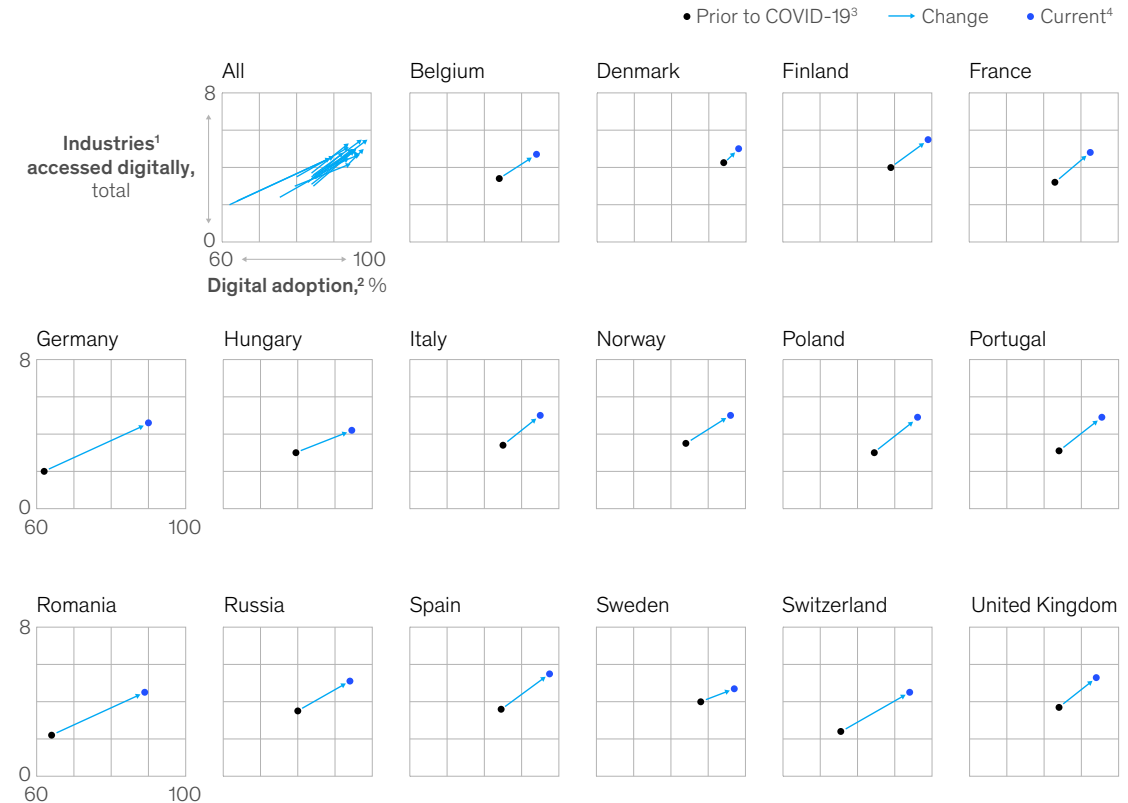 Prior to COVID-19³ Change Current⁴
All Belgium Denmark Finland France
8
Industries¹
accessed digitally,
total
0
60 100
Digital adoption,² %
Germany Hungary Italy Norway Poland Portugal
8
0
60 100
Romania Russia Spain Sweden Switzerland United Kingdom
8
0
60 100